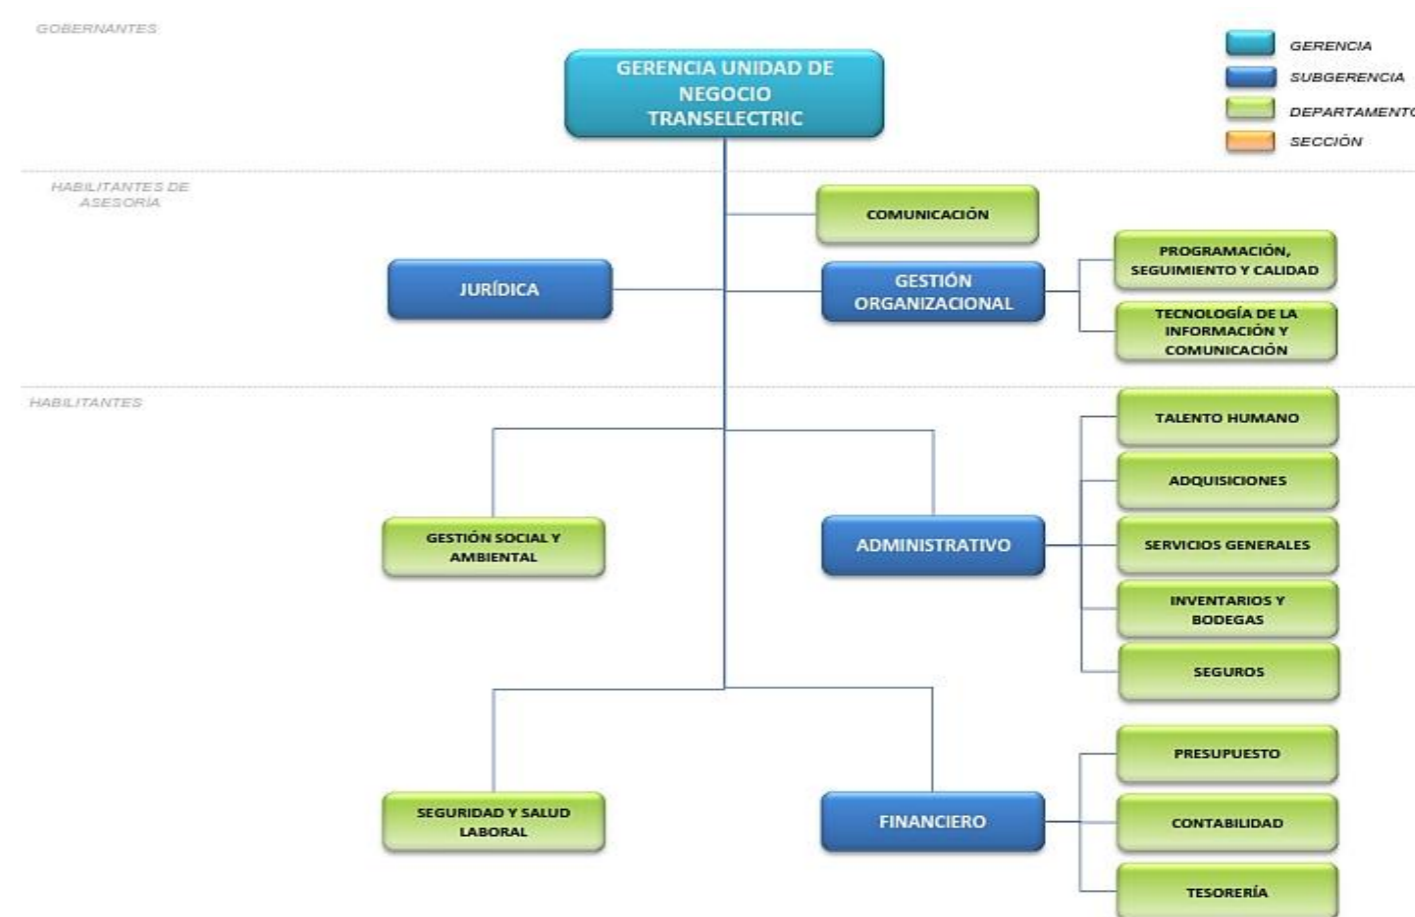 GOBERNANTES
GERENCIA UNIDAD DE
NEGOCIO
TRANSELECTRIC
GERENCIA
SUBGERENCIA
DEPARTAMENTO
SECCIÓN
HABILITANTES DE
ASESORÍA
COMUNICACIÓN
JURÍDICA
GESTIÓN
ORGANIZACIONAL
PROGRAMACIÓN,
SEGUIMIENTO Y CALIDAD
TECNOLOGÍA DE LA
INFORMACIÓN Y
COMUNICACIÓN
HABILITANTES
GESTIÓN SOCIAL Y
AMBIENTAL
ADMINISTRATIVO
TALENTO HUMANO
ADQUISICIONES
SERVICIOS GENERALES
INVENTARIOS Y
BODEGAS
SEGUROS
SEGURIDAD Y SALUD
LABORAL
FINANCIERO
PRESUPUESTO
CONTABILIDAD
TESORERÍA